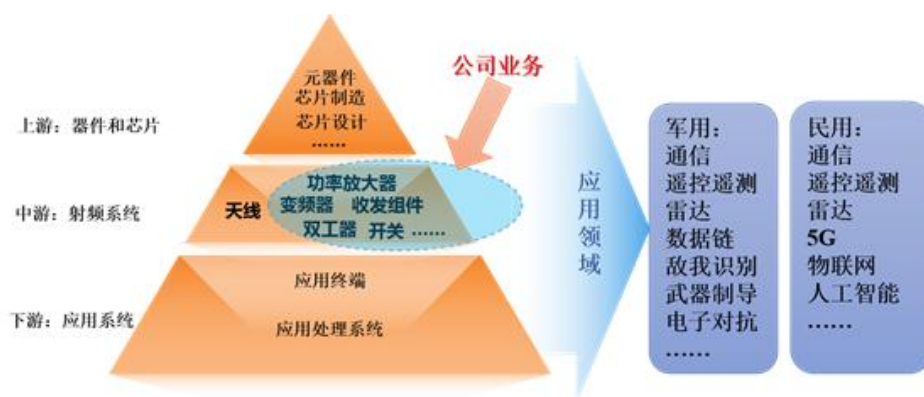 公司业务
元器件
芯片制造
芯片设计
……
上游：器件和芯片
功率放大器
天线
变频器 收发组件
双工器 开关 ……
中游：射频系统
应用终端
应用处理系统
下游：应用系统
应用领域
军用：
通信
遥控遥测
雷达
数据链
敌我识别
武器制导
电子对抗
……
民用：
通信
遥控遥测
雷达
5G
物联网
人工智能
……